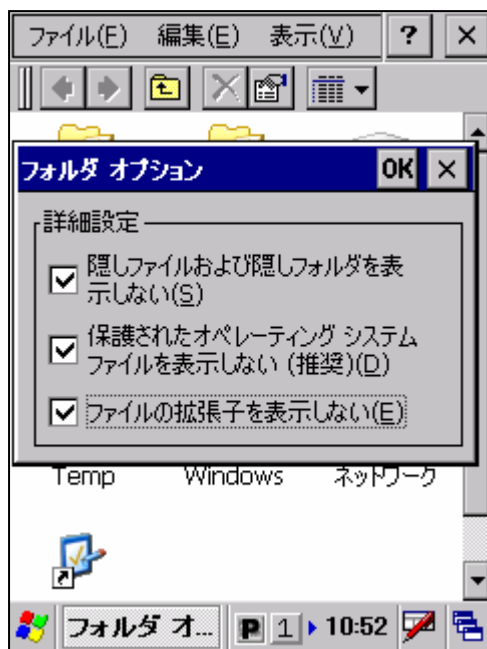 ファイル(F) 編集(E) 表示(V) ?
フォルダ オプション OK
詳細設定
隠しファイルおよび隠しフォルダを表
示しない(S)
保護されたオペレーティング システム
ファイルを表示しない (推奨)(D)
ファイルの拡張子を表示しない(E)
Temp Windows ネットワーク
フォルダ オ... P 1 10:52